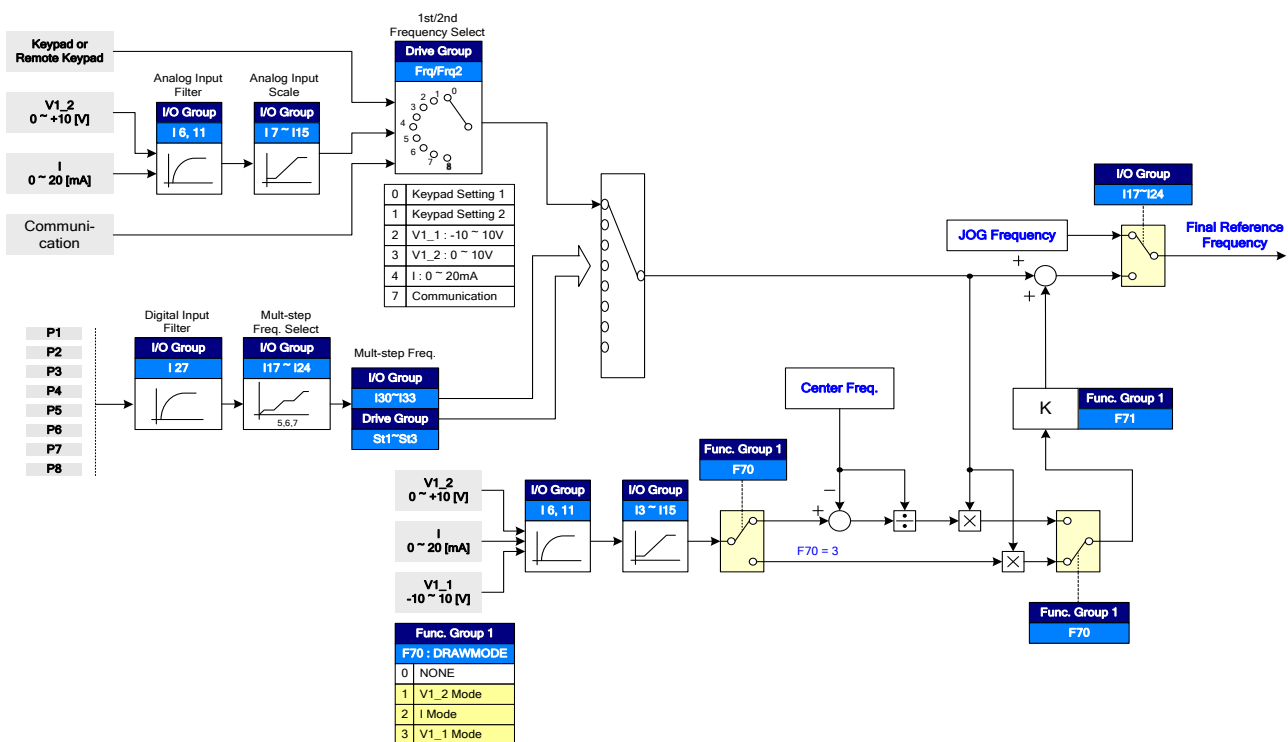 1st/2nd
Frequency Select
Drive Group
Frq/Frq2
0
1
2
3
4
5
6
7
8
Keypad or
Remote Keypad
V1_2
0 ~ +10 [V]
I
0 ~ 20 [mA]
Communi-
cation
Analog Input
Filter
I/O Group
I 6, 11
Analog Input
Scale
I/O Group
I 7 ~ I15
0 Keypad Setting 1
1 Keypad Setting 2
2 V1_1 : -10 ~ 10V
3 V1_2 : 0 ~ 10V
4 I : 0 ~ 20mA
7 Communication
I/O Group
I17~I24
JOG Frequency
Final Reference
Frequency
+
+
P1
P2
P3
P4
P5
P6
P7
P8
Digital Input
Filter
I/O Group
I 27
Mult-step
Freq. Select
I/O Group
I17 ~ I24
5,6,7
Mult-step Freq.
I/O Group
I30~I33
Drive Group
St1~St3
Center Freq.
K
Func. Group 1
F71
V1_2
0 ~ +10 [V]
I
0 ~ 20 [mA]
V1_1
-10 ~ 10 [V]
I/O Group
I 6, 11
I/O Group
I3 ~ I15
Func. Group 1
F70
−
+
÷
×
F70 = 3
×
Func. Group 1
F70
Func. Group 1
F70 : DRAWMODE
0 NONE
1 V1_2 Mode
2 I Mode
3 V1_1 Mode